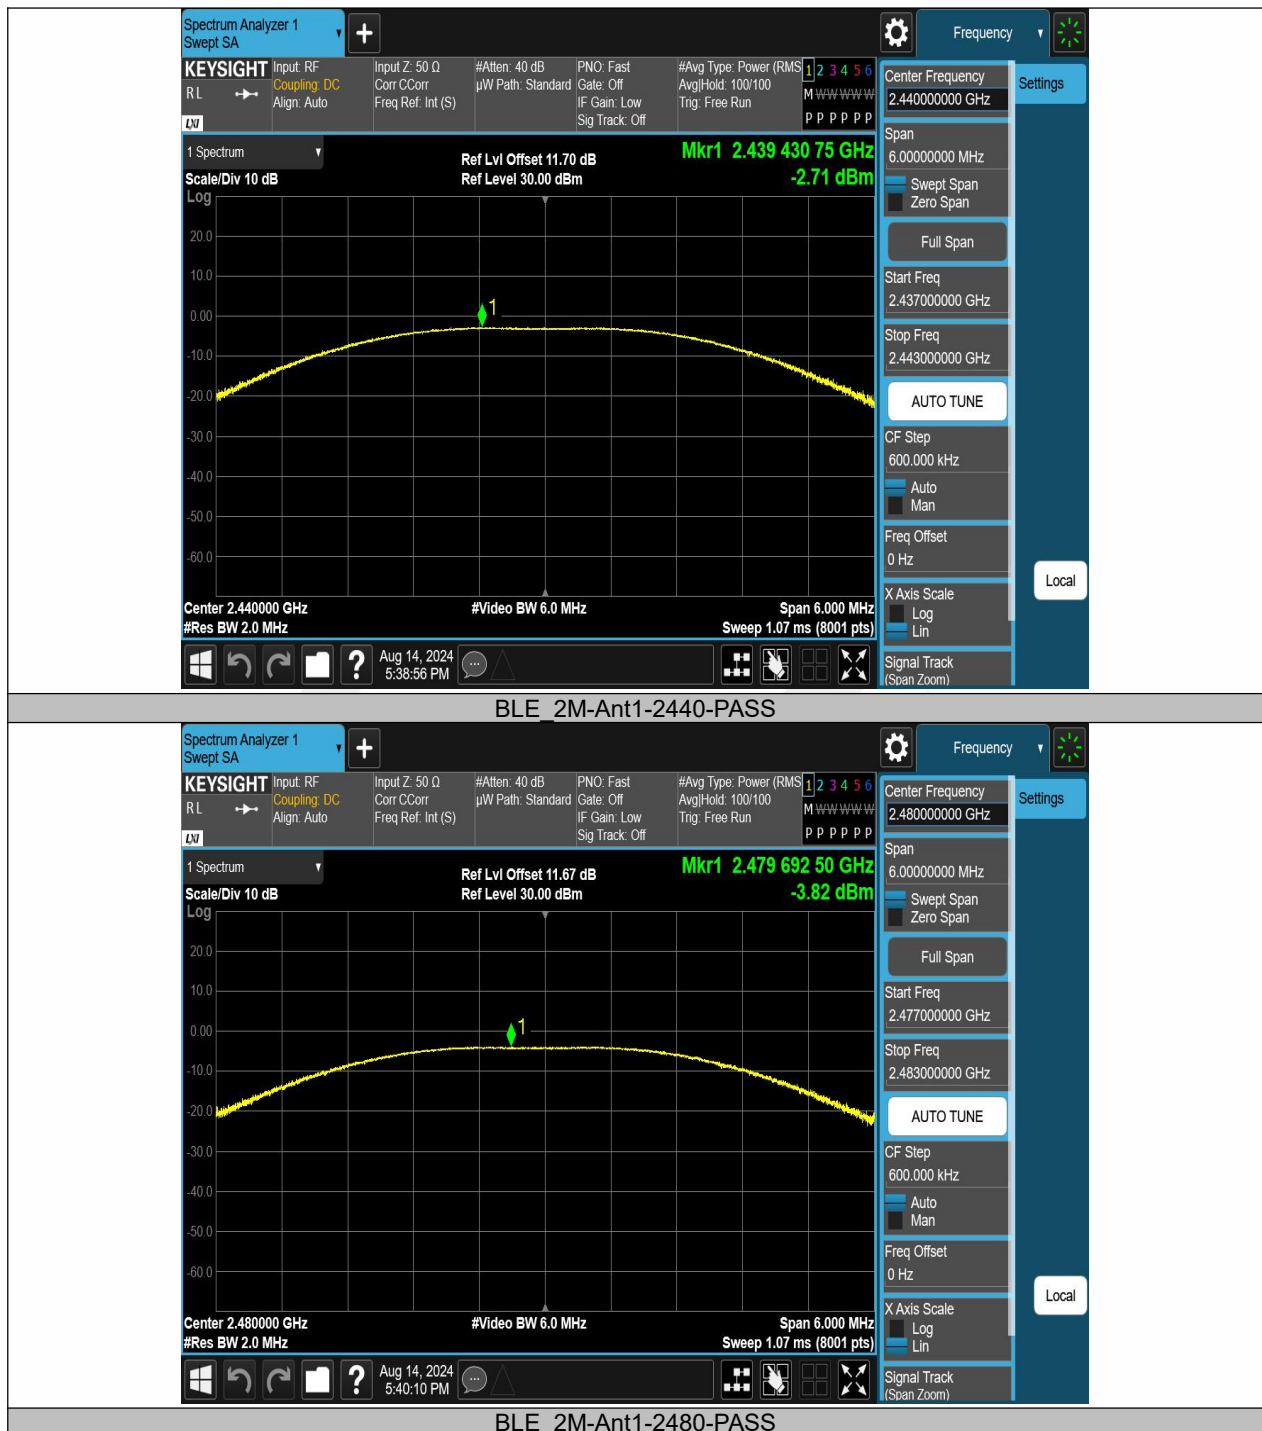 Spectrum Analyzer 1
Swept SA
Frequency
KEYSIGHT
RL
LXI
Input: RF
Coupling: DC
Align: Auto
Input Z: 50 Ω
Corr CCorr
Freq Ref: Int (S)
#Atten: 40 dB
µW Path: Standard
PNO: Fast
Gate: Off
IF Gain: Low
Sig Track: Off
#Avg Type: Power (RMS
Avg|Hold: 100/100
Trig: Free Run
1 2 3 4 5 6
M W W W W W
P P P P P P
1 Spectrum
Scale/Div 10 dB
Ref Lvl Offset 11.70 dB
Ref Level 30.00 dBm
Mkr1 2.439 430 75 GHz
-2.71 dBm
Log
20.0
10.0
0.00
-10.0
-20.0
-30.0
-40.0
-50.0
-60.0
1
Center 2.440000 GHz
#Res BW 2.0 MHz
#Video BW 6.0 MHz
Span 6.000 MHz
Sweep 1.07 ms (8001 pts)
Aug 14, 2024
5:38:56 PM
Center Frequency
2.440000000 GHz
Settings
Span
6.00000000 MHz
Swept Span
Zero Span
Full Span
Start Freq
2.437000000 GHz
Stop Freq
2.443000000 GHz
AUTO TUNE
CF Step
600.000 kHz
Auto
Man
Freq Offset
0 Hz
X Axis Scale
Log
Lin
Local
Signal Track
(Span Zoom)
BLE_2M-Ant1-2440-PASS
Spectrum Analyzer 1
Swept SA
Frequency
KEYSIGHT
RL
LXI
Input: RF
Coupling: DC
Align: Auto
Input Z: 50 Ω
Corr CCorr
Freq Ref: Int (S)
#Atten: 40 dB
µW Path: Standard
PNO: Fast
Gate: Off
IF Gain: Low
Sig Track: Off
#Avg Type: Power (RMS
Avg|Hold: 100/100
Trig: Free Run
1 2 3 4 5 6
M W W W W W
P P P P P P
1 Spectrum
Scale/Div 10 dB
Ref Lvl Offset 11.67 dB
Ref Level 30.00 dBm
Mkr1 2.479 692 50 GHz
-3.82 dBm
Log
20.0
10.0
0.00
-10.0
-20.0
-30.0
-40.0
-50.0
-60.0
1
Center 2.480000 GHz
#Res BW 2.0 MHz
#Video BW 6.0 MHz
Span 6.000 MHz
Sweep 1.07 ms (8001 pts)
Aug 14, 2024
5:40:10 PM
Center Frequency
2.480000000 GHz
Settings
Span
6.00000000 MHz
Swept Span
Zero Span
Full Span
Start Freq
2.477000000 GHz
Stop Freq
2.483000000 GHz
AUTO TUNE
CF Step
600.000 kHz
Auto
Man
Freq Offset
0 Hz
X Axis Scale
Log
Lin
Local
Signal Track
(Span Zoom)
BLE_2M-Ant1-2480-PASS